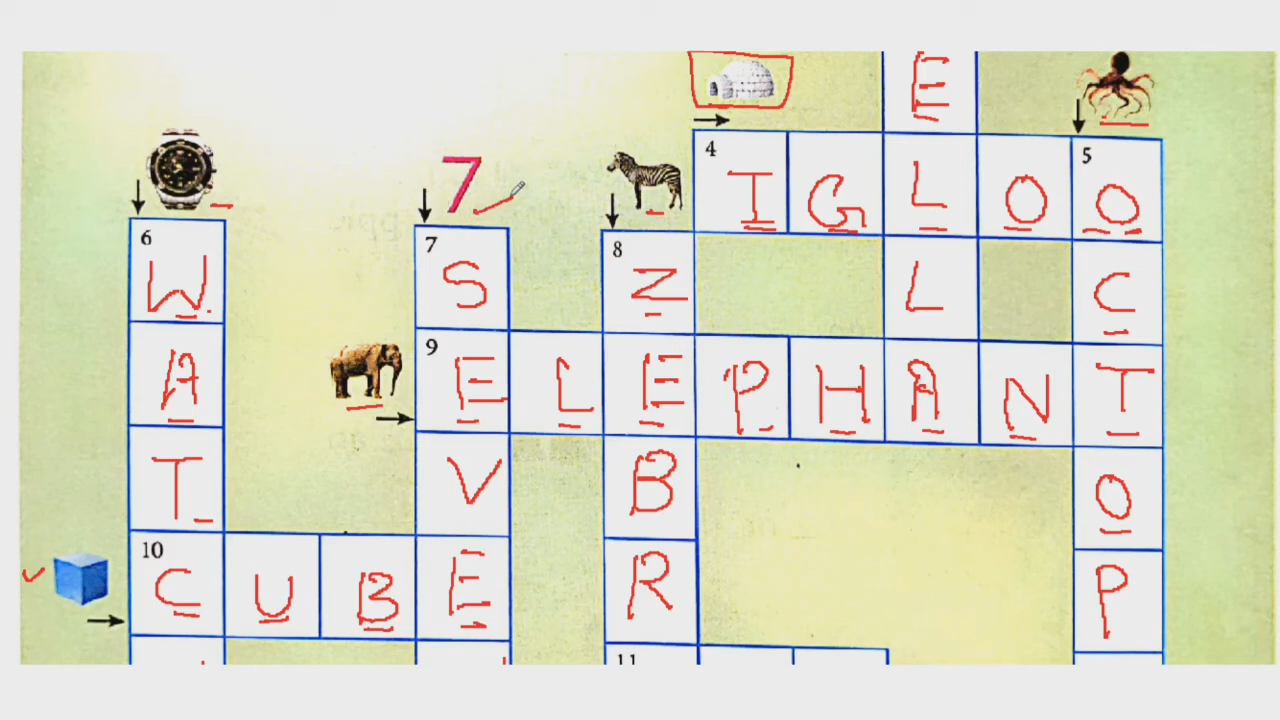 E
4 5
7 I G L O O
6 7 8
W S Z L C
9
A E L E P H A N T
T V B O
10
C U B E R P
11